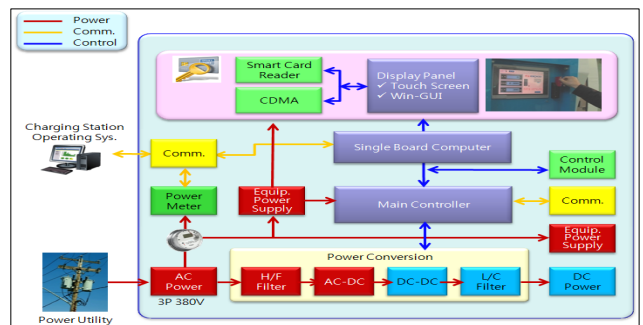 Power
Comm.
Control
Smart Card
Reader
CDMA
Display Panel
✓ Touch Screen
✓ Win-GUI
Charging Station
Operating Sys.
Comm.
Single Board Computer
Control
Module
Power
Meter
Equip.
Power
Supply
Main Controller
Comm.
Equip.
Power
Supply
Power Conversion
AC
Power
H/F
Filter
AC-DC
DC-DC
L/C
Filter
DC
Power
3P 380V
Power Utility